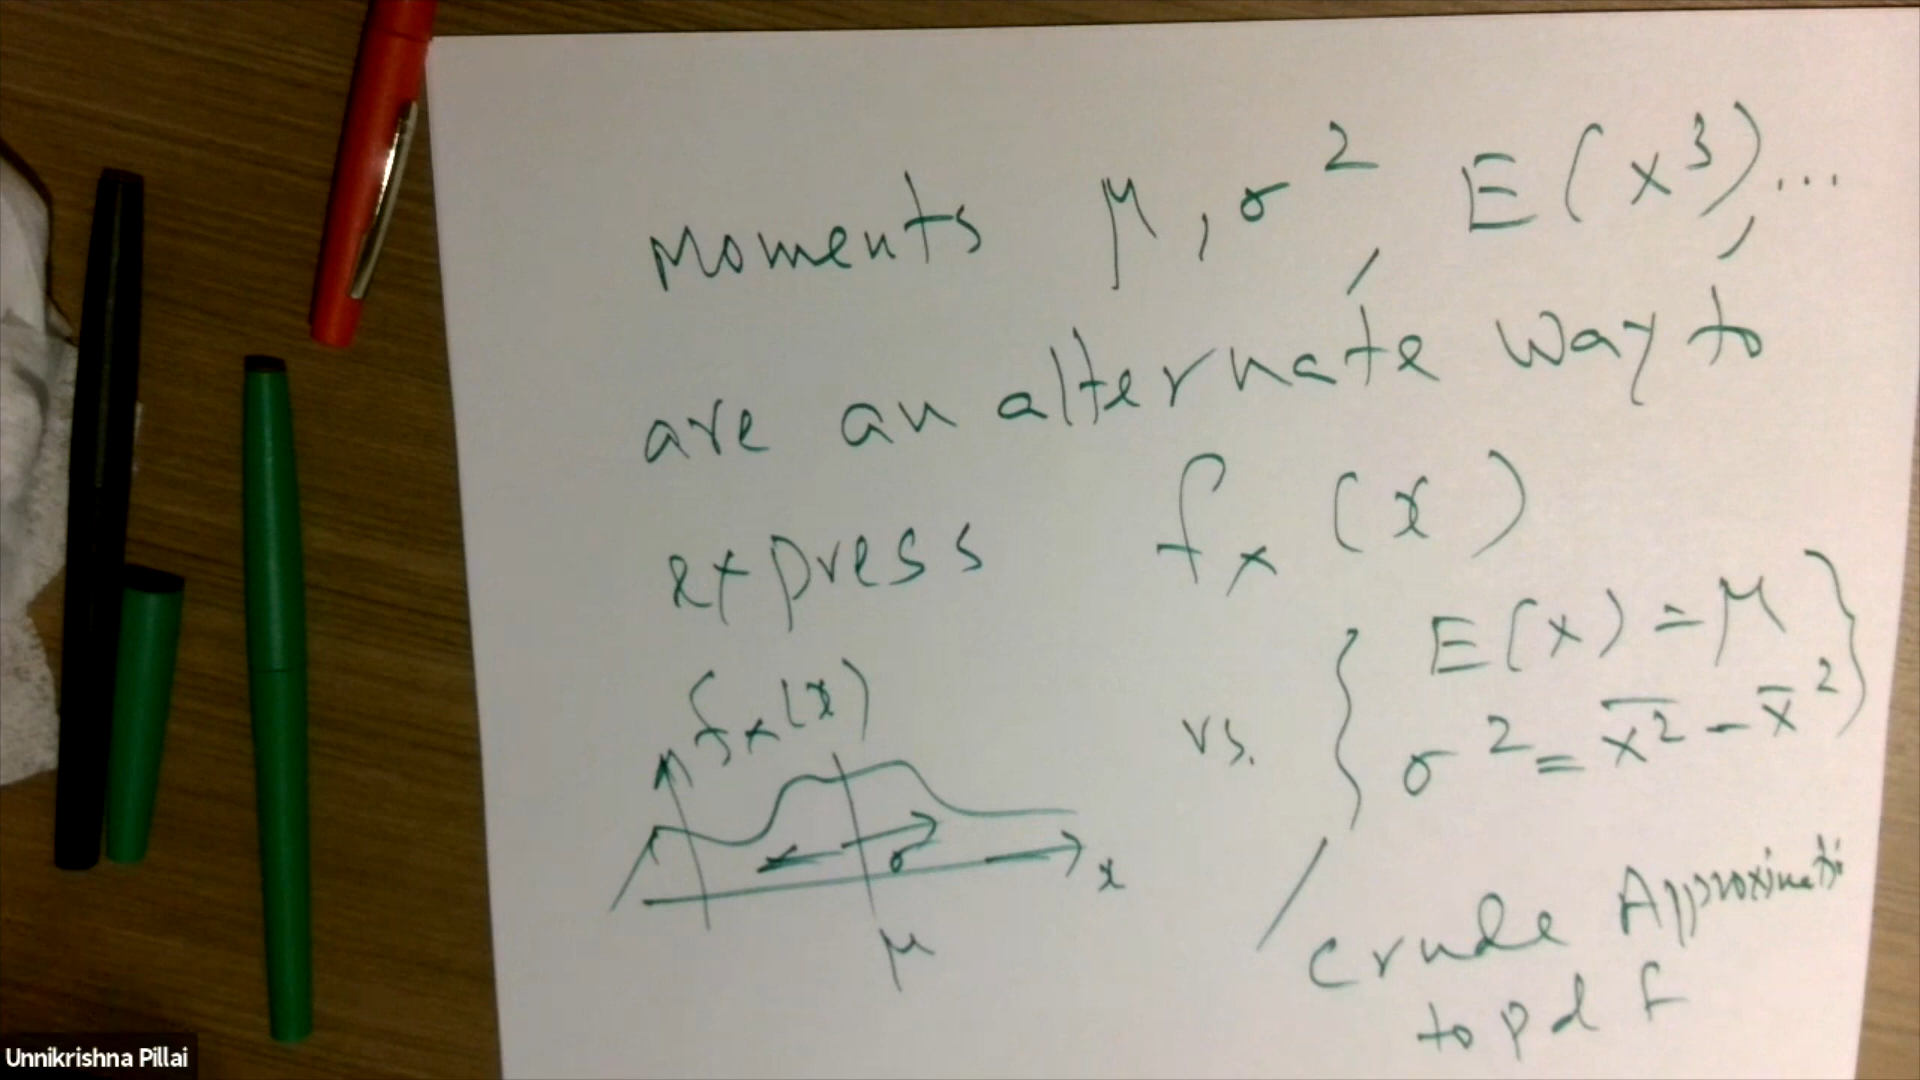 Moments μ, σ², E(x³), ...
are an alternate way to
express fₓ(x)
fₓ(x)
σ
x
μ
vs.
E(x) = μ
σ² = x̅²̅ - x̅²
Crude Approximati
to pdf
Unnikrishna Pillai